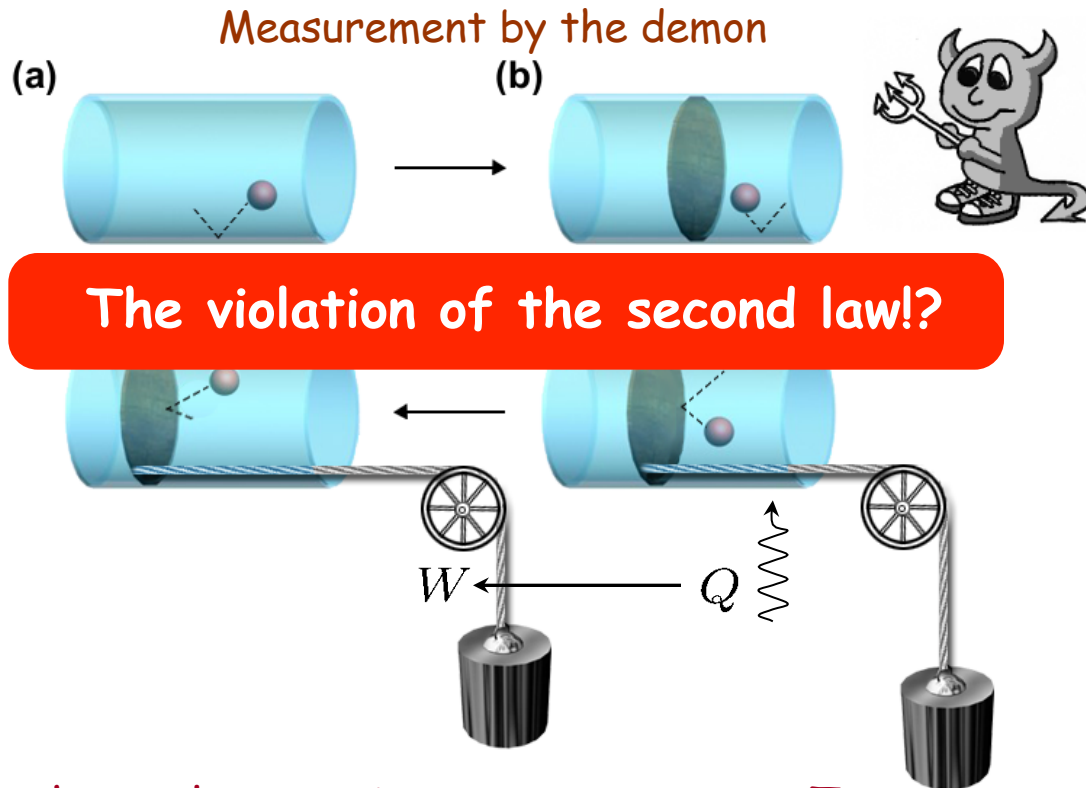 Measurement by the demon
(a)
(b)
The violation of the second law!?
W
Q